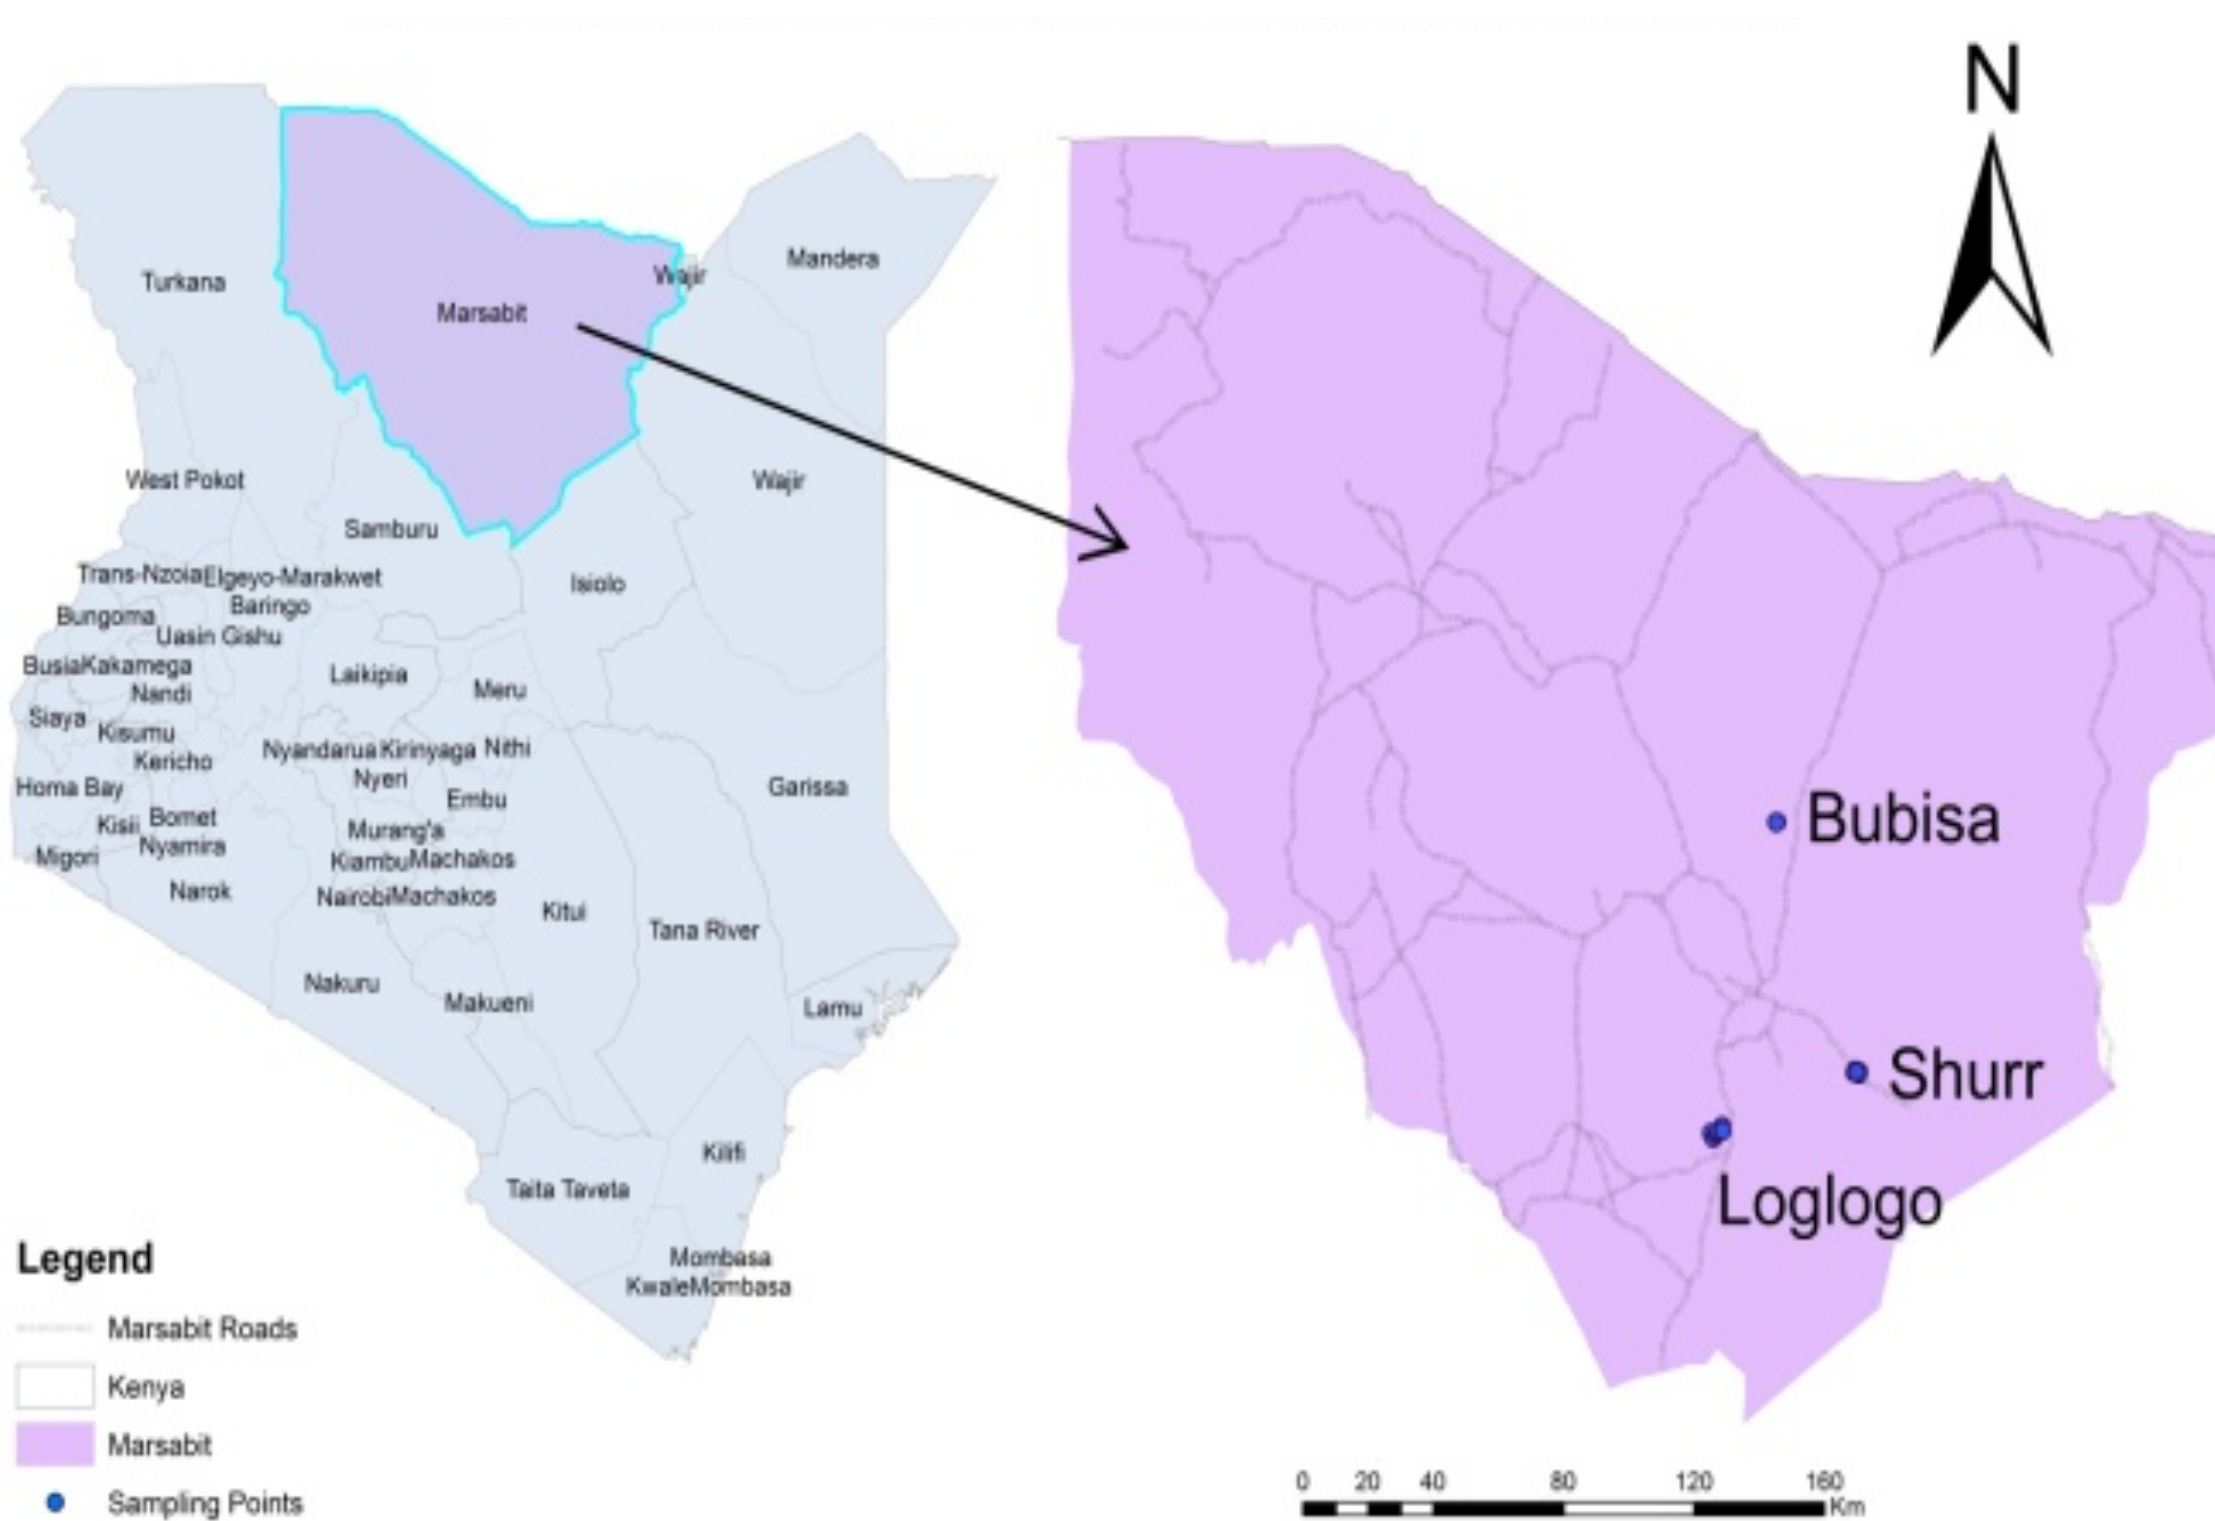 N
Turkana
Marsabit
Wajir
Mandera
West Pokot
Wajir
Samburu
Trans-Nzoia Elgeyo-Marakwet
Isiolo
Baringo
Bungoma
Uasin Gishu
Busia Kakamega
Laikipia
Nandi
Meru
Siaya
Kisumu
Nyandarua Kirinyaga Nithi
Kericho
Nyeri
Homa Bay
Garissa
Embu
Bomet
Kisii
Murang'a
Nyamira
Migori
Kiambu Machakos
Narok
Nairobi Machakos
Kitui
Tana River
Nakuru
Makueni
Lamu
Kilifi
Taita Taveta
Mombasa
Kwale Mombasa
Bubisa
Shurr
Loglogo
Legend
Marsabit Roads
Kenya
Marsabit
Sampling Points
0 20 40 80 120 160
Km